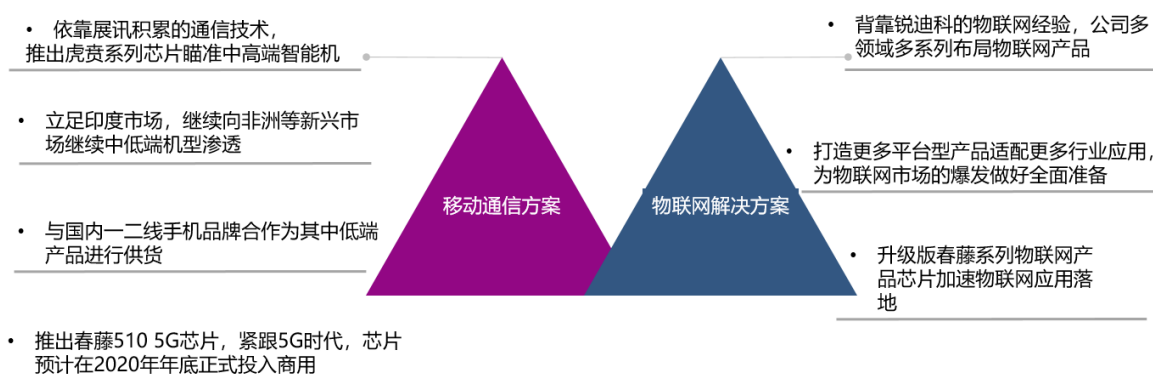 • 依靠展讯积累的通信技术，
推出虎贲系列芯片瞄准中高端智能机
• 立足印度市场，继续向非洲等新兴市
场继续中低端机型渗透
• 与国内一二线手机品牌合作为其中低端
产品进行供货
• 推出春藤510 5G芯片，紧跟5G时代，芯片
预计在2020年年底正式投入商用
移动通信方案
物联网解决方案
• 背靠锐迪科的物联网经验，公司多
领域多系列布局物联网产品
• 打造更多平台型产品适配更多行业应用，
为物联网市场的爆发做好全面准备
• 升级版春藤系列物联网产
品芯片加速物联网应用落
地